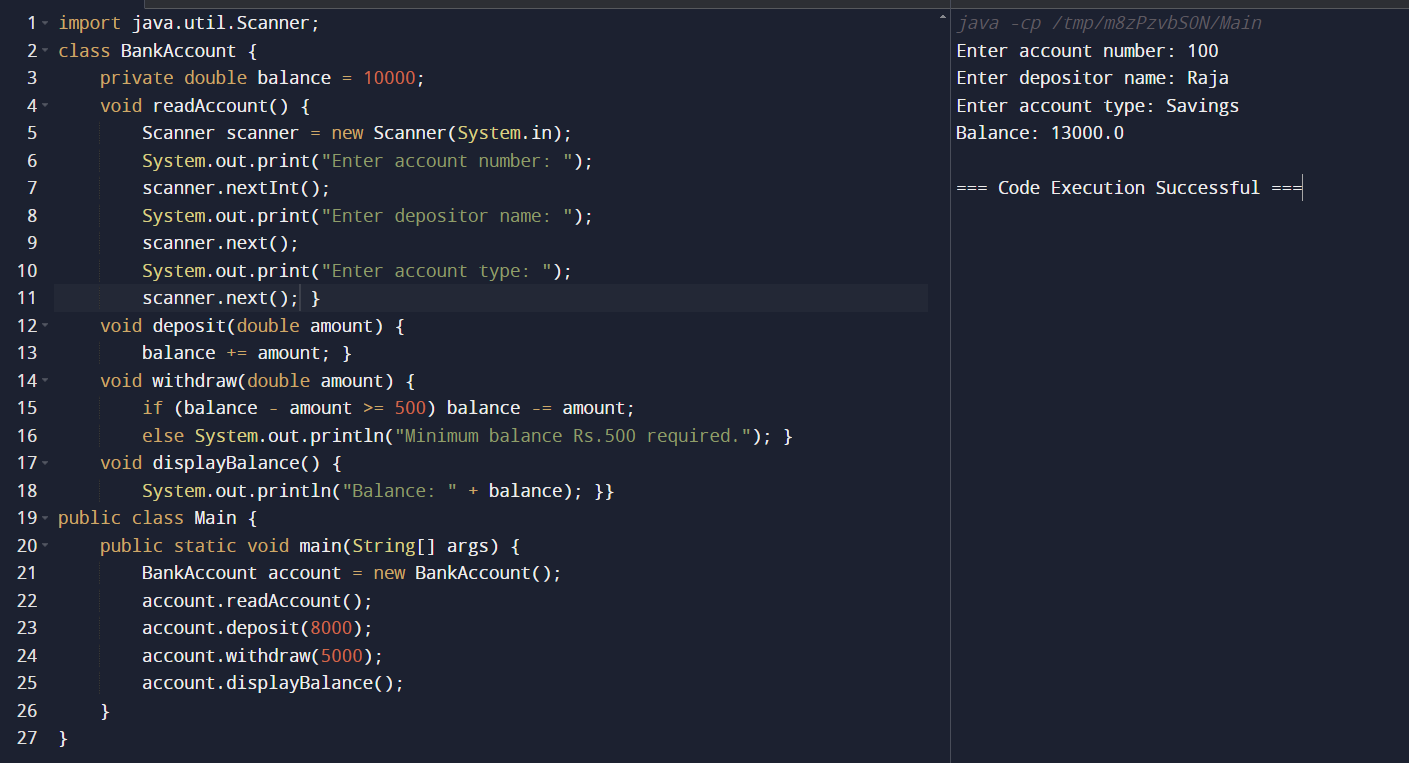 1 import java.util.Scanner;
2 class BankAccount {
3     private double balance = 10000;
4     void readAccount() {
5         Scanner scanner = new Scanner(System.in);
6         System.out.print("Enter account number: ");
7         scanner.nextInt();
8         System.out.print("Enter depositor name: ");
9         scanner.next();
10         System.out.print("Enter account type: ");
11         scanner.next(); }
12     void deposit(double amount) {
13         balance += amount; }
14     void withdraw(double amount) {
15         if (balance - amount >= 500) balance -= amount;
16         else System.out.println("Minimum balance Rs.500 required."); }
17     void displayBalance() {
18         System.out.println("Balance: " + balance); }}
19 public class Main {
20     public static void main(String[] args) {
21         BankAccount account = new BankAccount();
22         account.readAccount();
23         account.deposit(8000);
24         account.withdraw(5000);
25         account.displayBalance();
26     }
27 }
java -cp /tmp/m8zPzvbSON/Main
Enter account number: 100
Enter depositor name: Raja
Enter account type: Savings
Balance: 13000.0
=== Code Execution Successful ===